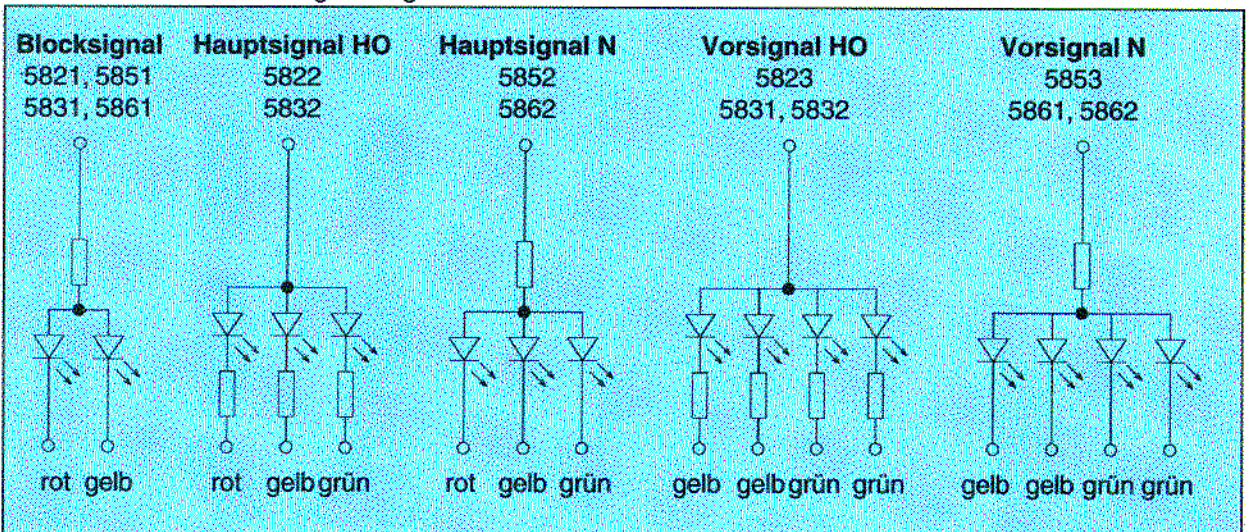 Blocksignal
5821, 5851
5831, 5861
Hauptsignal HO
5822
5832
Hauptsignal N
5852
5862
Vorsignal HO
5823
5831, 5832
Vorsignal N
5853
5861, 5862
rot gelb
rot gelb grün
rot gelb grün
gelb gelb grün grün
gelb gelb grün grün